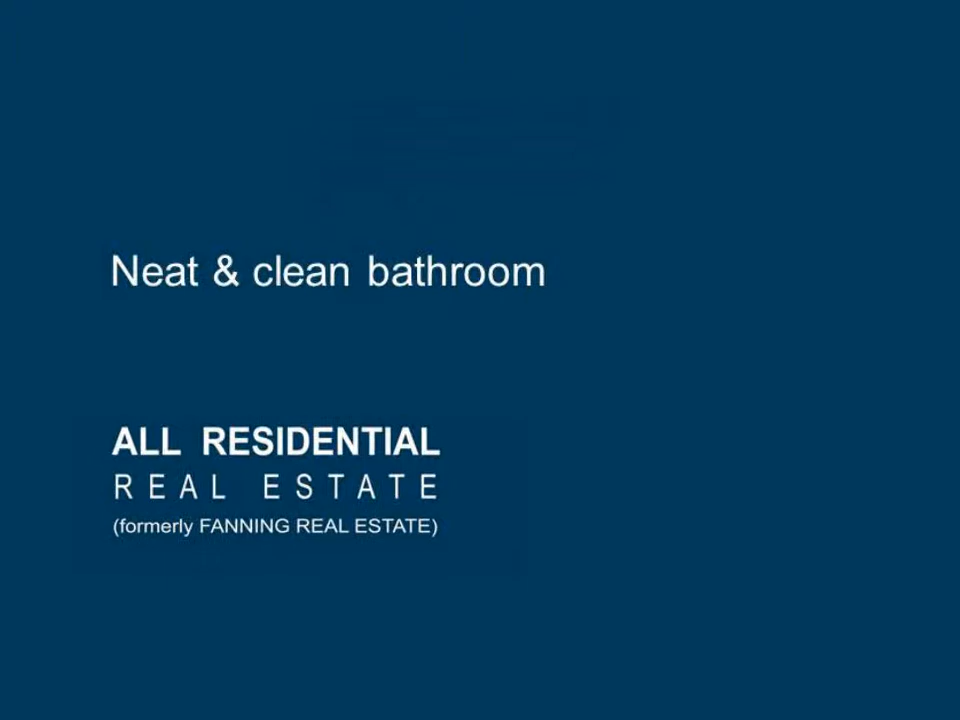 Neat & clean bathroom
ALL RESIDENTIAL
REAL ESTATE
(formerly FANNING REAL ESTATE)